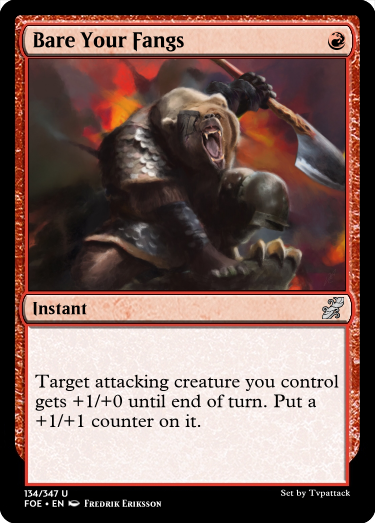 Bare Your Fangs
Instant
Target attacking creature you control
gets +1/+0 until end of turn. Put a
+1/+1 counter on it.
134/347 U
Set by Tvpattack
FOE • EN Fredrik Eriksson